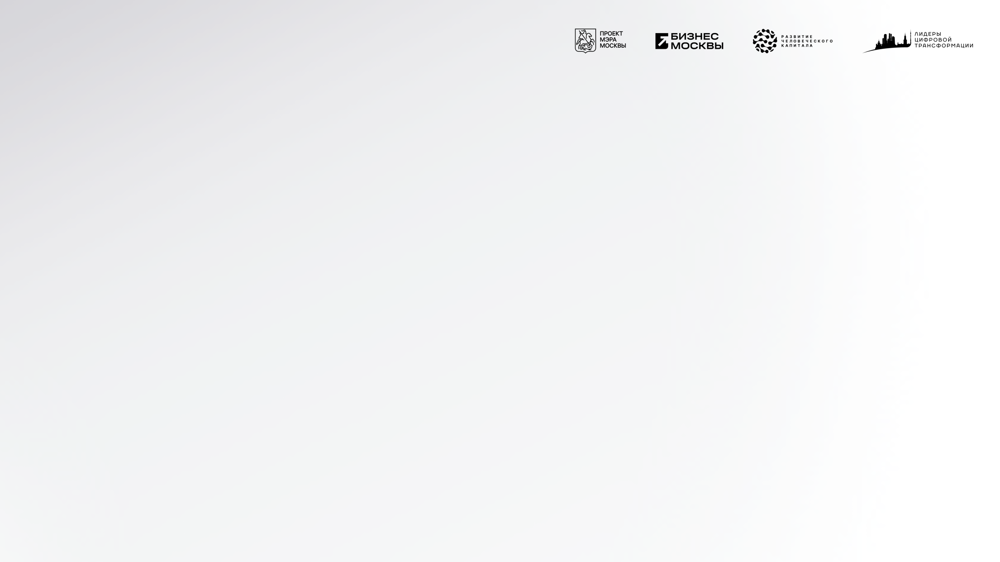 ПРОЕКТ
МЭРА
МОСКВЫ
БИЗНЕС
МОСКВЫ
РАЗВИТИЕ
ЧЕЛОВЕЧЕСКОГО
КАПИТАЛА
ЛИДЕРЫ
ЦИФРОВОЙ
ТРАНСФОРМАЦИИ